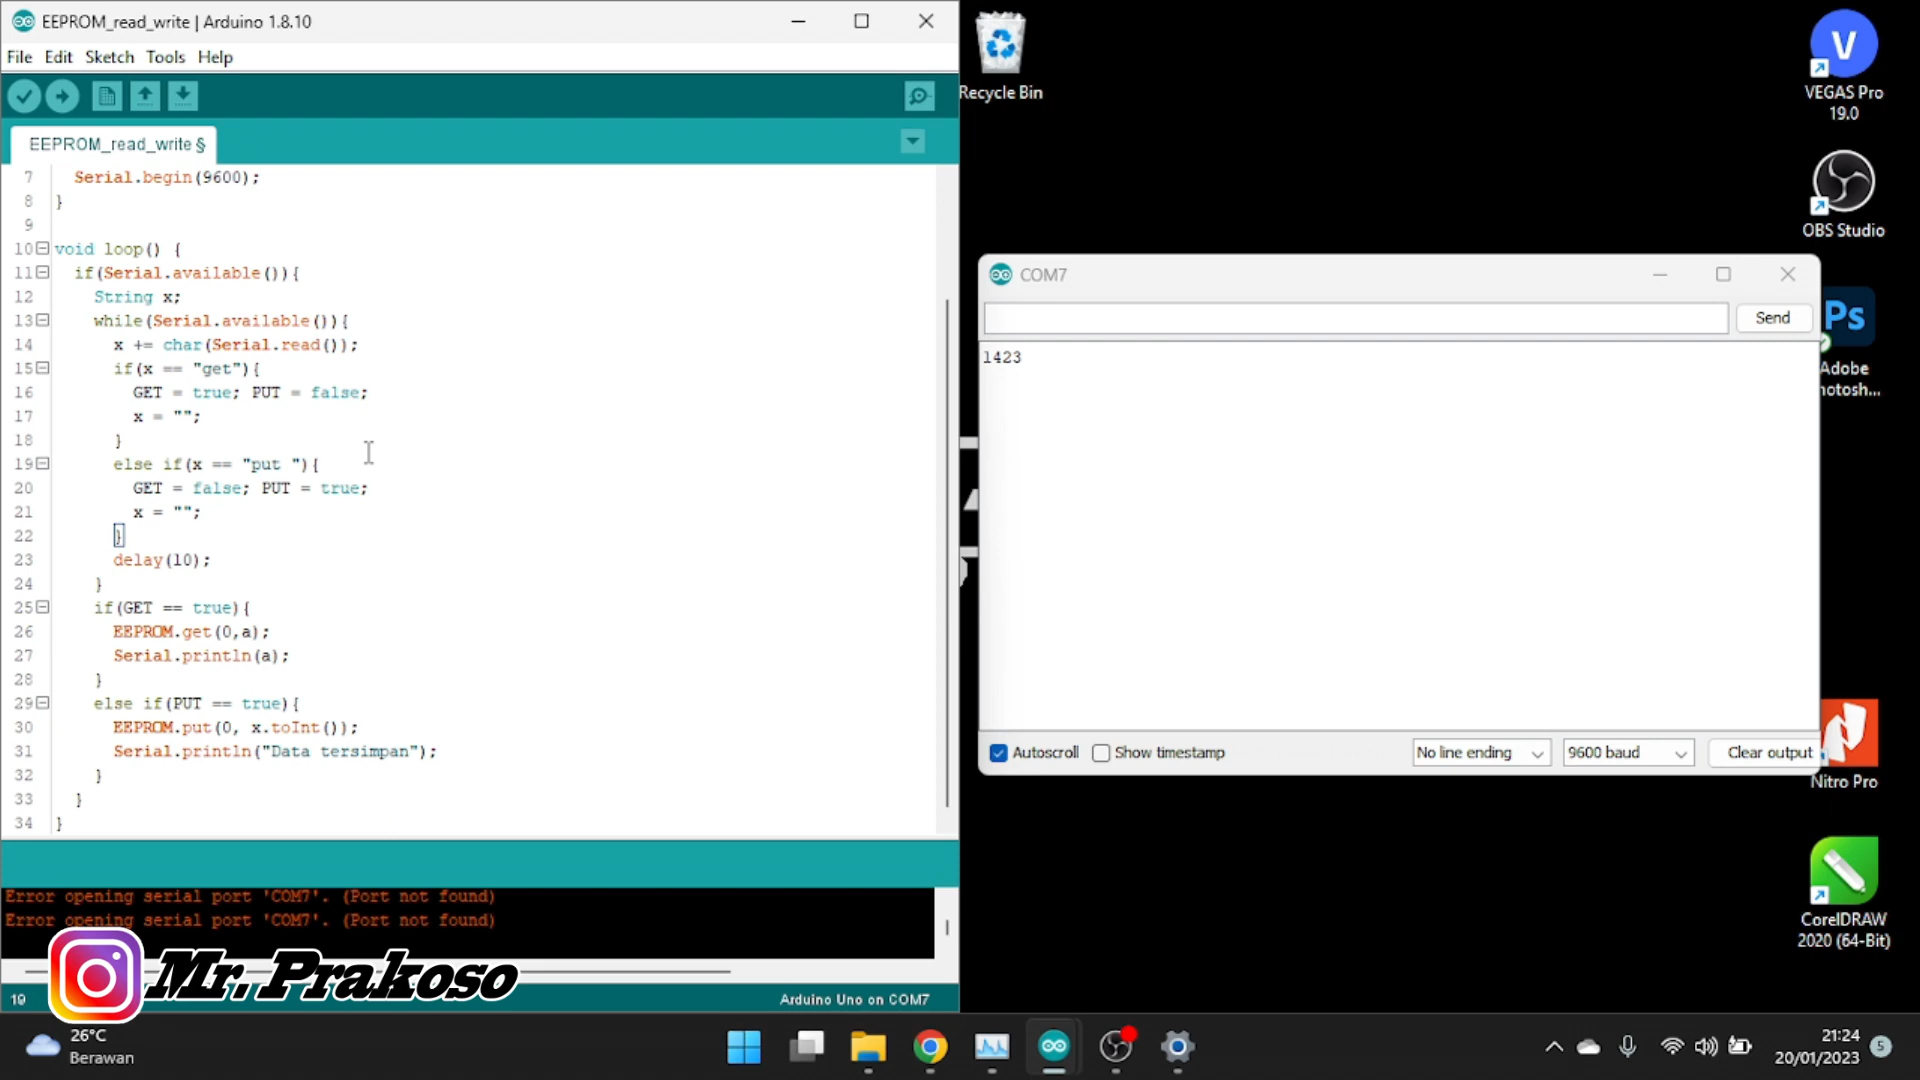 EEPROM_read_write | Arduino 1.8.10
File Edit Sketch Tools Help
EEPROM_read_write §
7 Serial.begin(9600);
8 }
9
10 void loop() {
11 if(Serial.available()){
12 String x;
13 while(Serial.available()){
14 x += char(Serial.read());
15 if(x == "get"){
16 GET = true; PUT = false;
17 x = "";
18 }
19 else if(x == "put "){
20 GET = false; PUT = true;
21 x = "";
22 }
23 delay(10);
24 }
25 if(GET == true){
26 EEPROM.get(0,a);
27 Serial.println(a);
28 }
29 else if(PUT == true){
30 EEPROM.put(0, x.toInt());
31 Serial.println("Data tersimpan");
32 }
33 }
34 }
Error opening serial port 'COM7'. (Port not found)
Error opening serial port 'COM7'. (Port not found)
Mr. Prakoso
19
Arduino Uno on COM7
Recycle Bin
VEGAS Pro
19.0
OBS Studio
COM7
Send
1423
Autoscroll
Show timestamp
No line ending
9600 baud
Clear output
Ps
Adobe
hotosh...
Nitro Pro
CorelDRAW
2020 (64-Bit)
26°C
Berawan
21:24
20/01/2023
5